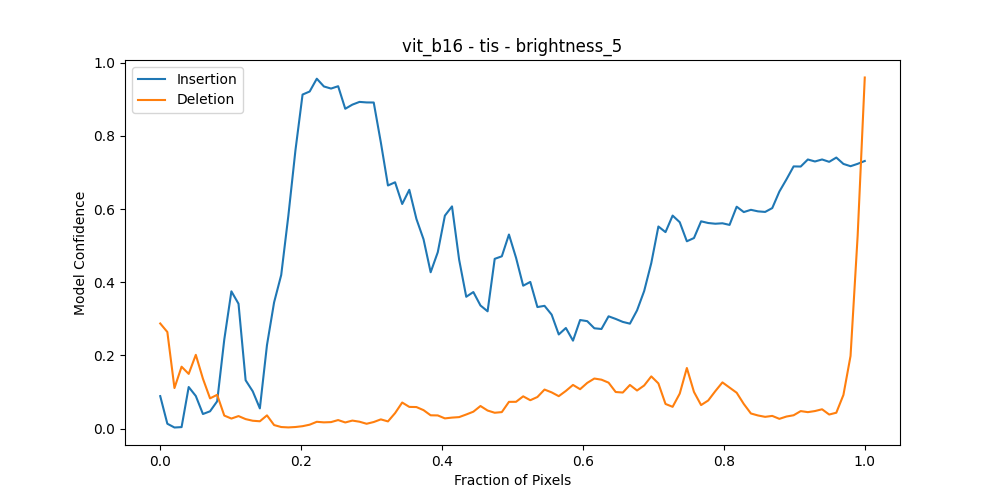 vit_b16 - tis - brightness_5
Insertion
Deletion
Model Confidence
1.0
0.8
0.6
0.4
0.2
0.0
0.0 0.2 0.4 0.6 0.8 1.0
Fraction of Pixels